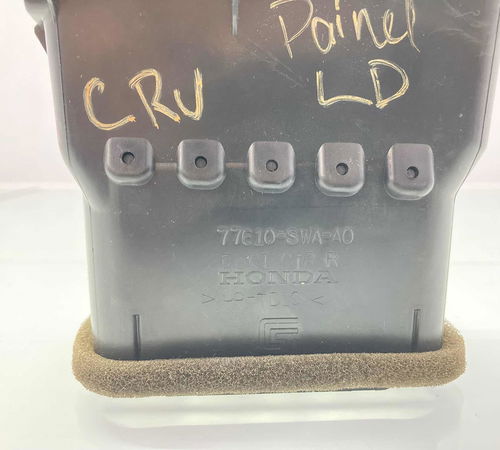 Painel
CRV LD
77610-SWA-A0
HONDA